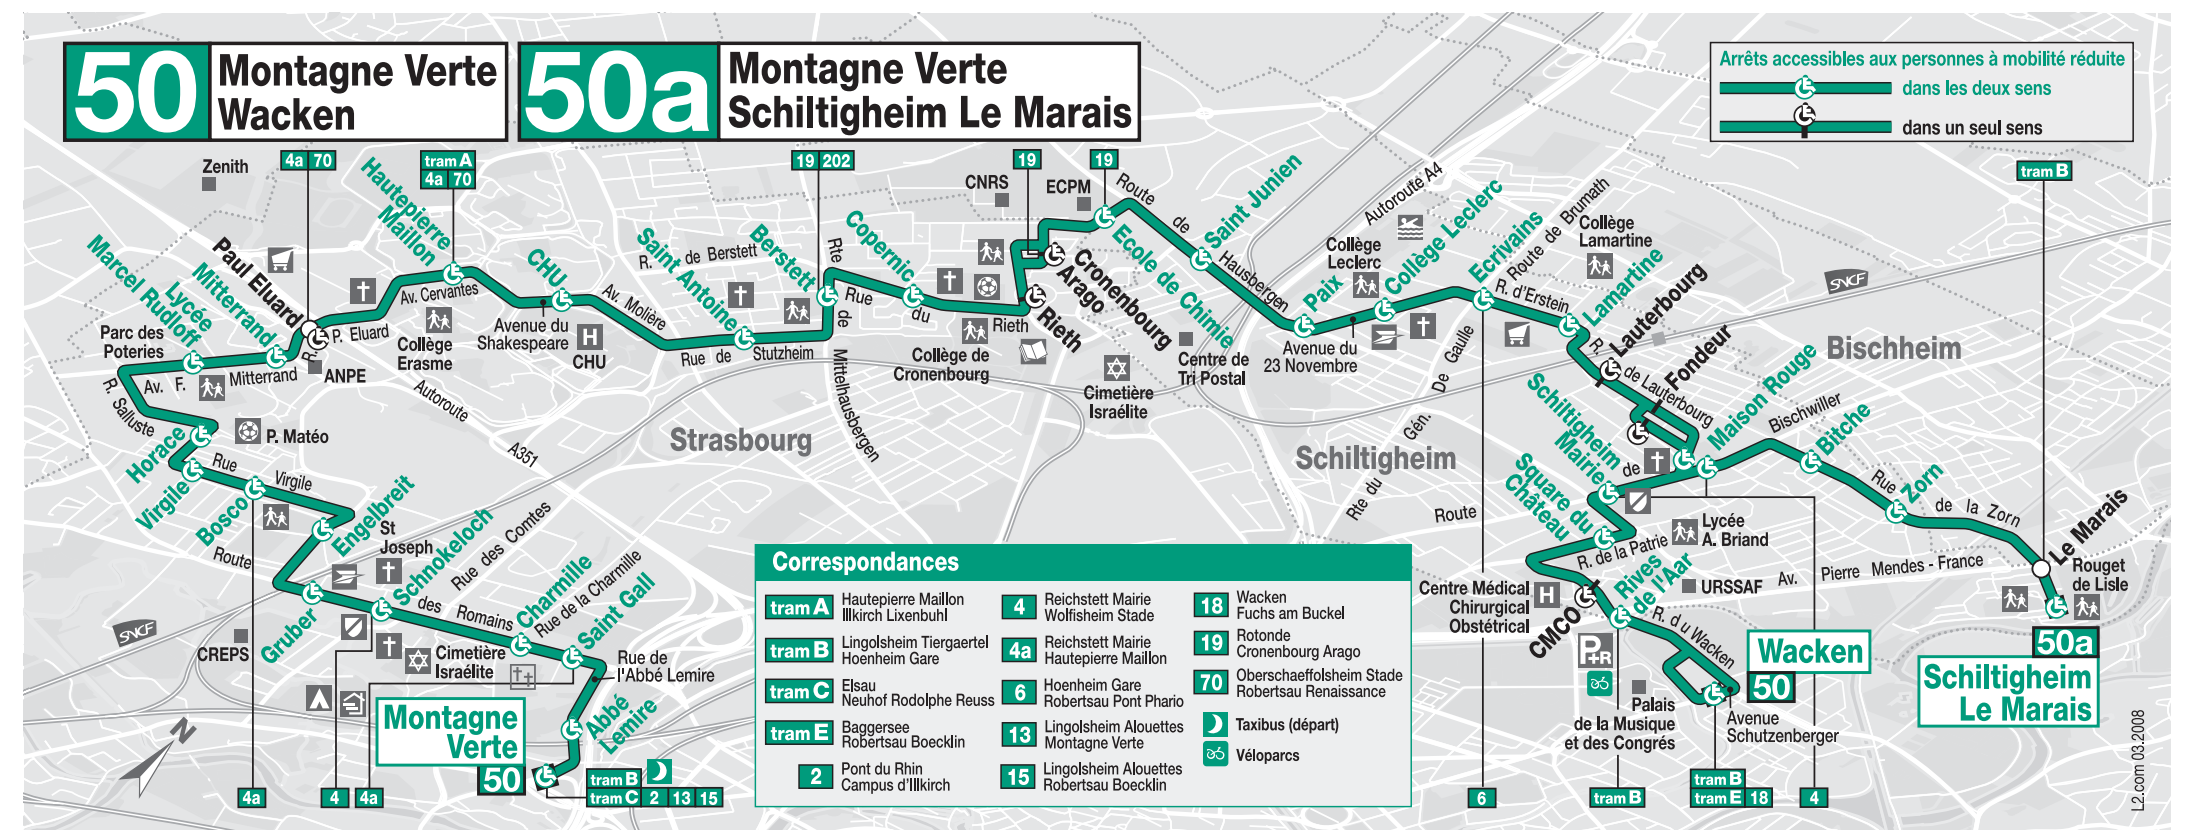 50
Montagne Verte
Wacken
50a
Montagne Verte
Schiltigheim Le Marais
Arrêts accessibles aux personnes à mobilité réduite
dans les deux sens
dans un seul sens
Zenith
4a 70
tram A
4a 70
19 202
19
19
tram B
CNRS
ECPM
Parc des
Poteries
Marcel Rudloff
Lycée
Mitterrand
Paul Eluard
Hautepierre
Maillon
CHU
Saint Antoine
Berstett
Copernic
Rieth
Cronenbourg
Arago
Ecole de Chimie
Saint Junien
Paix
Collège Leclerc
Ecrivains
Lamartine
Lauterbourg
Fondeur
Maison Rouge
Bitche
Zorn
Le Marais
Rouget
de Lisle
Schiltigheim
Mairie
Square du
Château
CMCO
Rives
de l'Aar
Horace
Virgile
Bosco
Engelbreit
Gruber
Schnokeloch
Charmille
Saint Gall
Abbé
Lemire
Av. F. Mitterrand
R. P. Eluard
ANPE
Av. Cervantes
Collège
Erasme
Avenue du
Shakespeare
H
CHU
Av. Molière
R. de Berstett
Rue de Stutzheim
Rte de Mittelhausbergen
Rue du Rieth
Collège de
Cronenbourg
Cimetière
Israélite
Centre de
Tri Postal
Route de Hausbergen
Avenue du
23 Novembre
Collège
Leclerc
Autoroute A4
Route de Brumath
Collège
Lamartine
R. d'Erstein
R. de Lauterbourg
SNCF
Bischheim
Strasbourg
Schiltigheim
Rte du Gén. De Gaulle
Route de Bischwiller
Rue de la Zorn
Autoroute A351
R. Salluste
P. Matéo
Rue Virgile
Route des Romains
St
Joseph
Rue des Comtes
Rue de la Charmille
SNCF
CREPS
Cimetière
Israélite
Rue de
l'Abbé Lemire
N
Montagne
Verte
50
4a
4
4a
tram B
tram C 2 13 15
Correspondances
tram A
Hautepierre Maillon
Illkirch Lixenbuhl
tram B
Lingolsheim Tiergaertel
Hoenheim Gare
tram C
Elsau
Neuhof Rodolphe Reuss
tram E
Baggersee
Robertsau Boecklin
2
Pont du Rhin
Campus d'Illkirch
4
Reichstett Mairie
Wolfisheim Stade
4a
Reichstett Mairie
Hautepierre Maillon
6
Hoenheim Gare
Robertsau Pont Phario
13
Lingolsheim Alouettes
Montagne Verte
15
Lingolsheim Alouettes
Robertsau Boecklin
18
Wacken
Fuchs am Buckel
19
Rotonde
Cronenbourg Arago
70
Oberschaeffolsheim Stade
Robertsau Renaissance
Taxibus (départ)
Véloparcs
Centre Médical
Chirurgical
Obstétrical
H
R. de la Patrie
Lycée
A. Briand
URSSAF
Av. Pierre Mendes - France
R. du Wacken
P+R
Palais
de la Musique
et des Congrés
Wacken
50
Avenue
Schutzenberger
50a
Schiltigheim
Le Marais
6
tram B
tram B
tram E 18
4
L2.com 03.2008